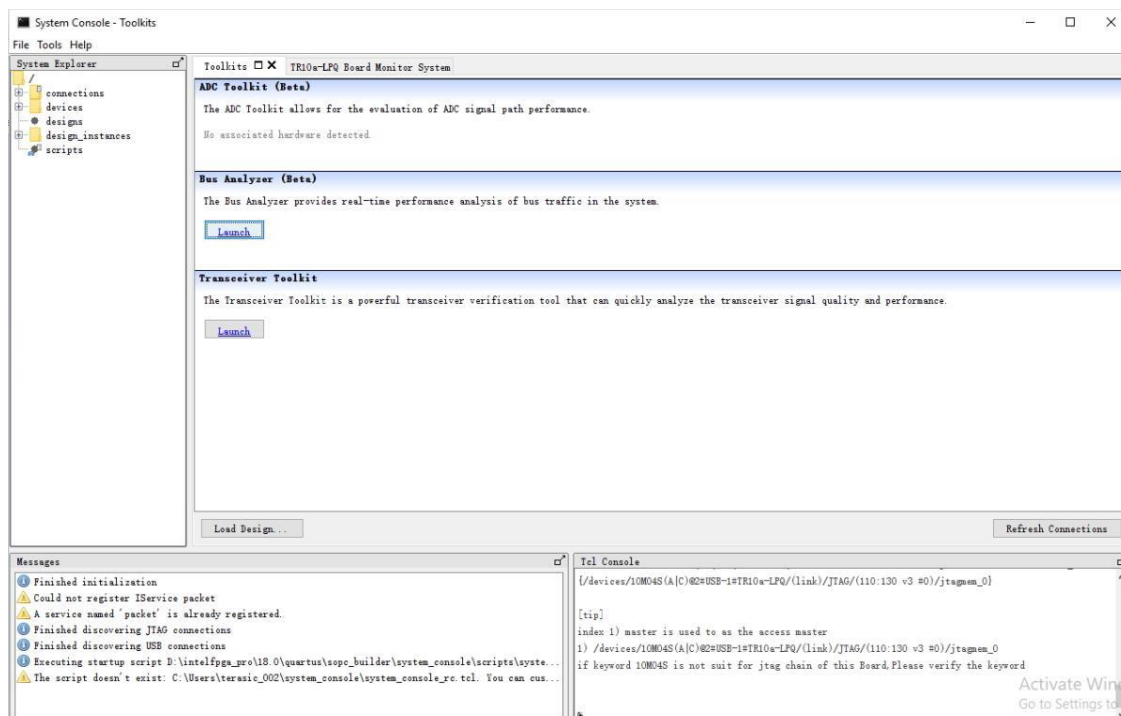 System Console - Toolkits
File Tools Help
System Explorer
/
connections
devices
designs
design_instances
scripts
Toolkits TR10a-LPQ Board Monitor System
ADC Toolkit (Beta)
The ADC Toolkit allows for the evaluation of ADC signal path performance.
No associated hardware detected.
Bus Analyzer (Beta)
The Bus Analyzer provides real-time performance analysis of bus traffic in the system.
Launch
Transceiver Toolkit
The Transceiver Toolkit is a powerful transceiver verification tool that can quickly analyze the transceiver signal quality and performance.
Launch
Load Design... Refresh Connections
Messages
Finished initialization
Could not register IService packet
A service named 'packet' is already registered.
Finished discovering JTAG connections
Finished discovering USB connections
Executing startup script D:\intelfpga_pro\18.0\quartus\sopc_builder\system_console\scripts\syste...
The script doesn't exist: C:\Users\terasic_002\system_console\system_console_rc.tcl. You can cus...
Tcl Console
{/devices/10M04S(A|C)@2#USB-1#TR10a-LPQ/(link)/JTAG/(110:130 v3 #0)/jtagmem_0}
[tip]
index 1) master is used to as the access master
1) /devices/10M04S(A|C)@2#USB-1#TR10a-LPQ/(link)/JTAG/(110:130 v3 #0)/jtagmem_0
if keyword 10M04S is not suit for jtag chain of this Board,Please verify the keyword
%
Activate Win
Go to Settings to